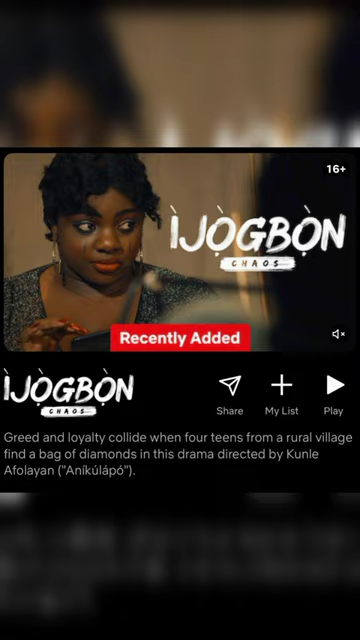 16+
ÌJỌ̀GBỌ̀N
CHAOS
Recently Added
ÌJỌ̀GBỌ̀N
CHAOS
Share
My List
Play
Greed and loyalty collide when four teens from a rural village
find a bag of diamonds in this drama directed by Kunle
Afolayan ("Aníkúlápó").